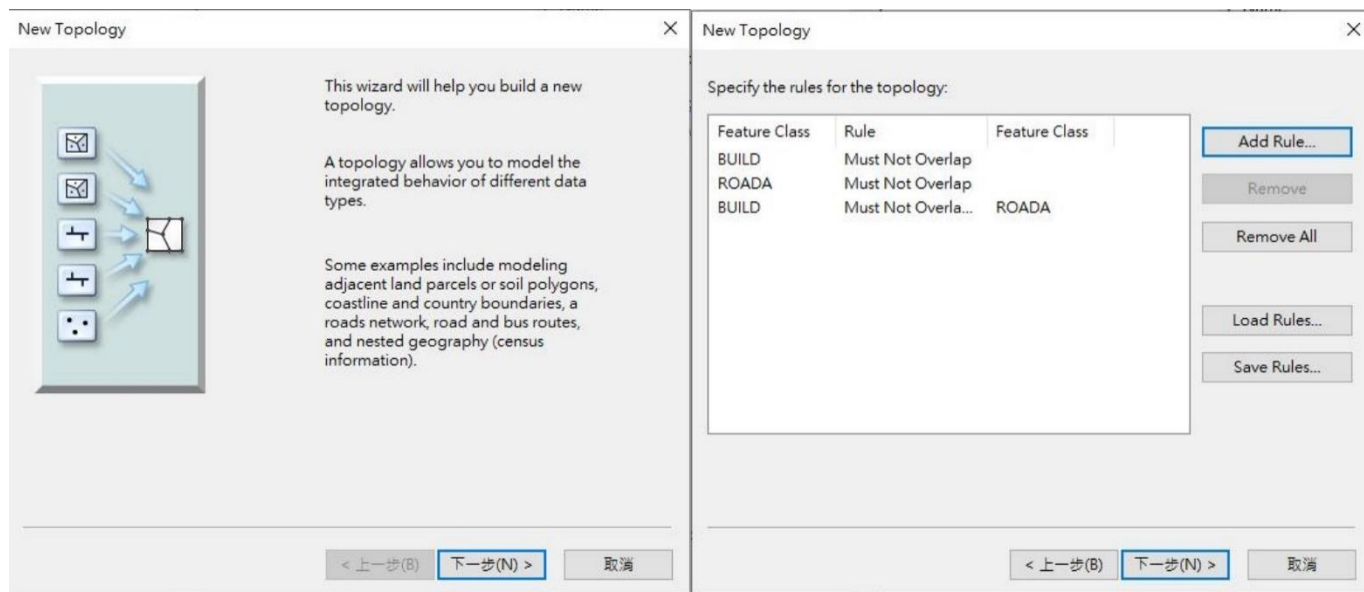 New Topology
This wizard will help you build a new
topology.
A topology allows you to model the
integrated behavior of different data
types.
Some examples include modeling
adjacent land parcels or soil polygons,
coastline and country boundaries, a
roads network, road and bus routes,
and nested geography (census
information).
< 上一步(B) 下一步(N) > 取消
New Topology
Specify the rules for the topology:
Feature Class Rule Feature Class
BUILD Must Not Overlap
ROADA Must Not Overlap
BUILD Must Not Overla... ROADA
Add Rule...
Remove
Remove All
Load Rules...
Save Rules...
< 上一步(B) 下一步(N) > 取消